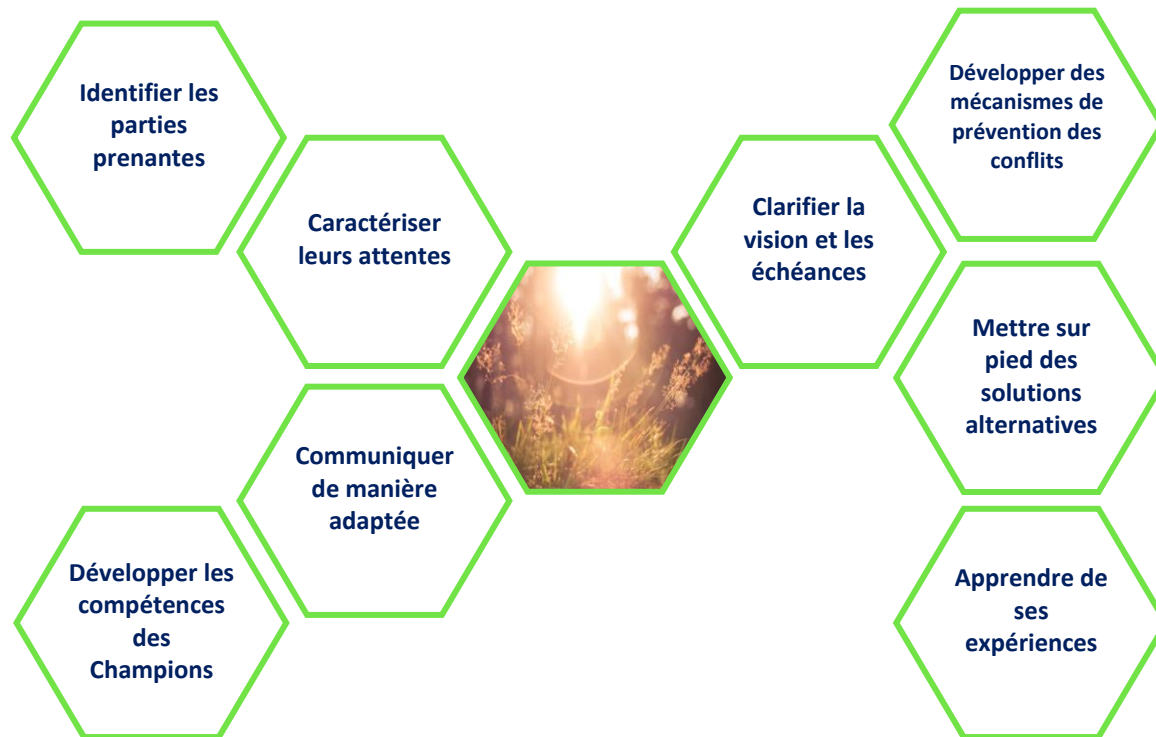 Identifier les
parties
prenantes
Caractériser
leurs attentes
Communiquer
de manière
adaptée
Développer les
compétences
des
Champions
Clarifier la
vision et les
échéances
Développer des
mécanismes de
prévention des
conflits
Mettre sur
pied des
solutions
alternatives
Apprendre de
ses
expériences